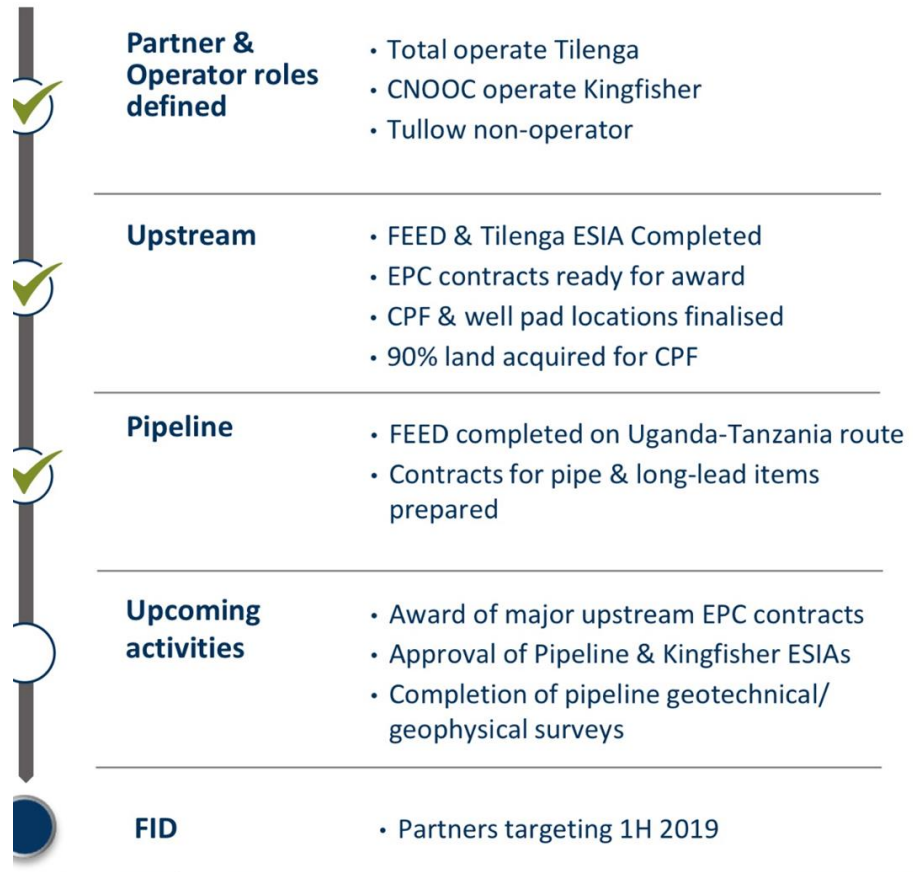 Partner &
Operator roles
defined
• Total operate Tilenga
• CNOOC operate Kingfisher
• Tullow non-operator
Upstream
• FEED & Tilenga ESIA Completed
• EPC contracts ready for award
• CPF & well pad locations finalised
• 90% land acquired for CPF
Pipeline
• FEED completed on Uganda-Tanzania route
• Contracts for pipe & long-lead items
prepared
Upcoming
activities
• Award of major upstream EPC contracts
• Approval of Pipeline & Kingfisher ESIAs
• Completion of pipeline geotechnical/
geophysical surveys
FID
• Partners targeting 1H 2019